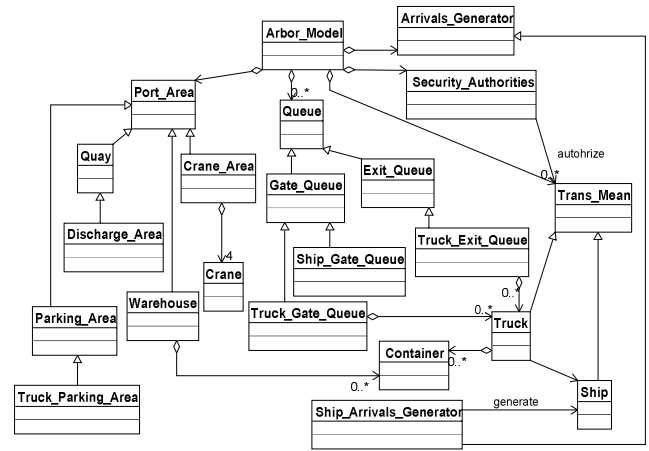 Arrivals_Generator
Arbor_Model
Security_Authorities
Port_Area
0..*
Queue
autohrize
Quay
Crane_Area
Exit_Queue
0..*
Gate_Queue
Trans_Mean
Discharge_Area
Truck_Exit_Queue
Ship_Gate_Queue
4
Crane
0..*
Warehouse
Truck_Gate_Queue
0..*
Parking_Area
Truck
Container
0..*
0..*
Truck_Parking_Area
Ship
generate
Ship_Arrivals_Generator